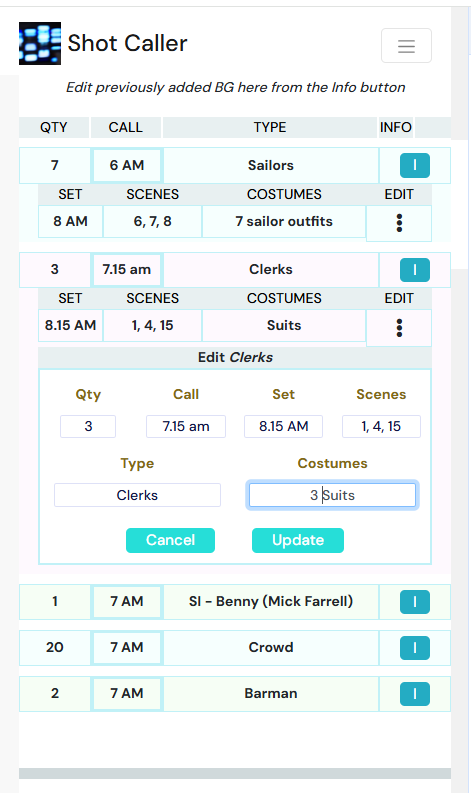 Shot Caller
Edit previously added BG here from the Info button
QTY CALL TYPE INFO
7 6 AM Sailors I
SET SCENES COSTUMES EDIT
8 AM 6, 7, 8 7 sailor outfits
3 7.15 am Clerks I
SET SCENES COSTUMES EDIT
8.15 AM 1, 4, 15 Suits
Edit Clerks
Qty Call Set Scenes
3 7.15 am 8.15 AM 1, 4, 15
Type Costumes
Clerks 3 Suits
Cancel Update
1 7 AM SI - Benny (Mick Farrell) I
20 7 AM Crowd I
2 7 AM Barman I